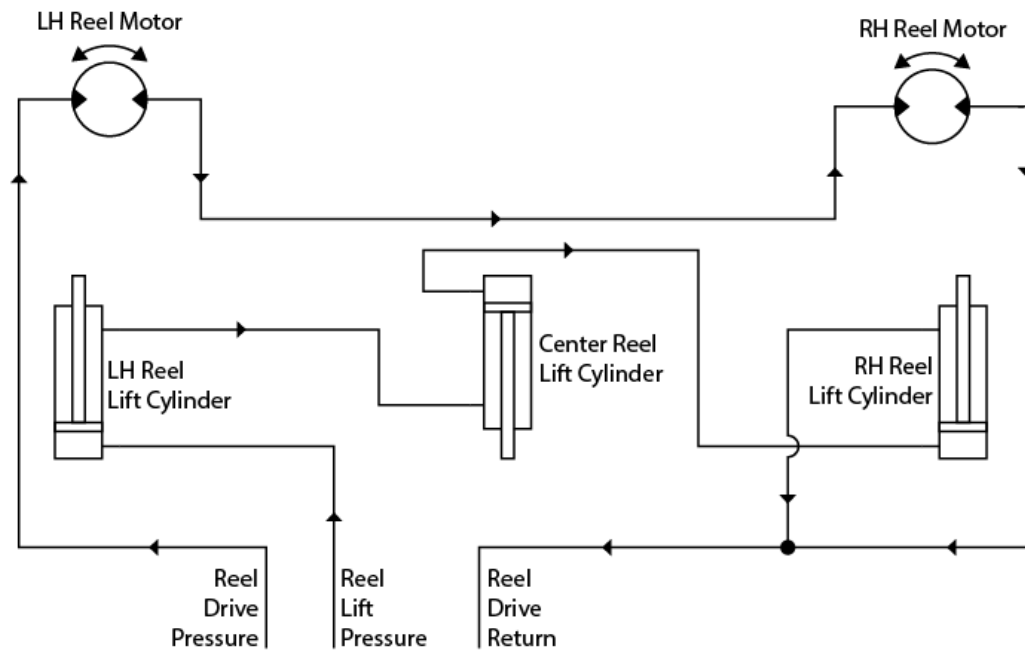 LH Reel Motor
RH Reel Motor
LH Reel
Lift Cylinder
Center Reel
Lift Cylinder
RH Reel
Lift Cylinder
Reel
Drive
Pressure
Reel
Lift
Pressure
Reel
Drive
Return